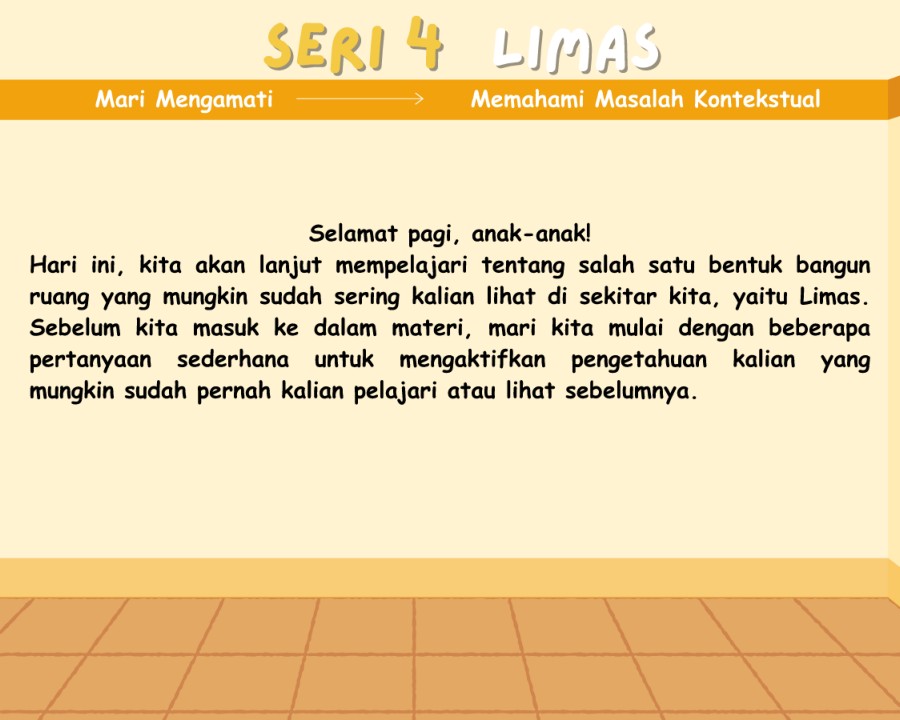 SERI 4 LIMAS
Mari Mengamati Memahami Masalah Kontekstual
Selamat pagi, anak-anak!
Hari ini, kita akan lanjut mempelajari tentang salah satu bentuk bangun
ruang yang mungkin sudah sering kalian lihat di sekitar kita, yaitu Limas.
Sebelum kita masuk ke dalam materi, mari kita mulai dengan beberapa
pertanyaan sederhana untuk mengaktifkan pengetahuan kalian yang
mungkin sudah pernah kalian pelajari atau lihat sebelumnya.